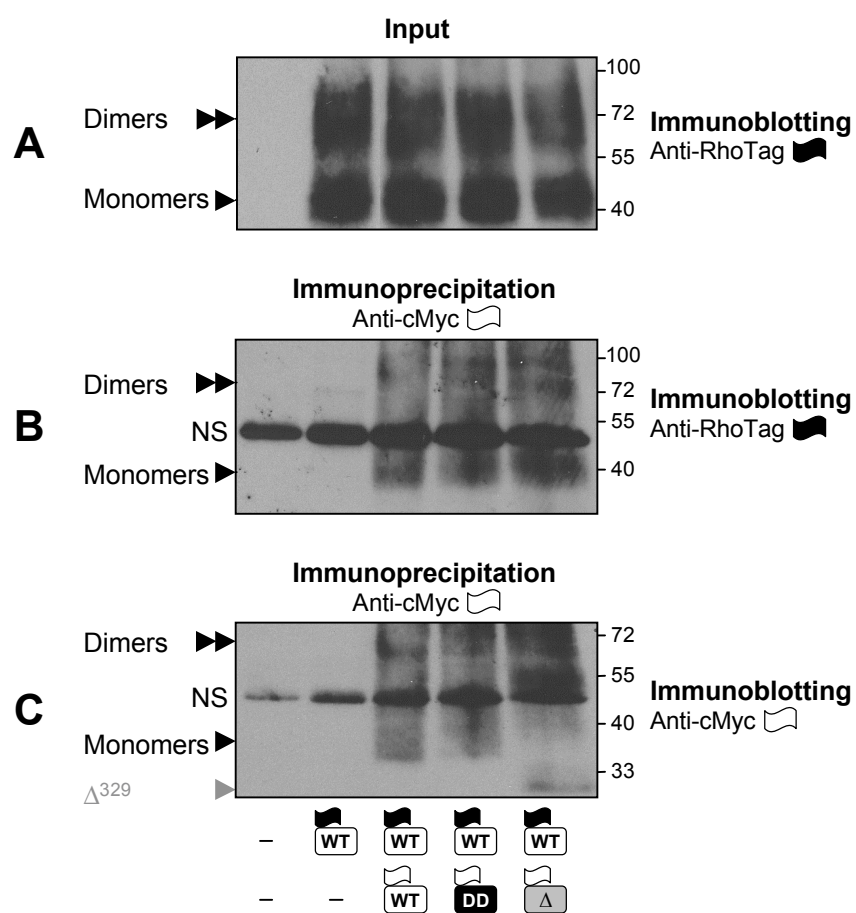 Input
A
Dimers
Monomers
100
72
55
40
Immunoblotting
Anti-RhoTag
Immunoprecipitation
Anti-cMyc
B
Dimers
NS
Monomers
100
72
55
40
Immunoblotting
Anti-RhoTag
Immunoprecipitation
Anti-cMyc
C
Dimers
NS
Monomers
Δ329
72
55
40
33
Immunoblotting
Anti-cMyc
– WT WT WT WT
– – WT DD Δ